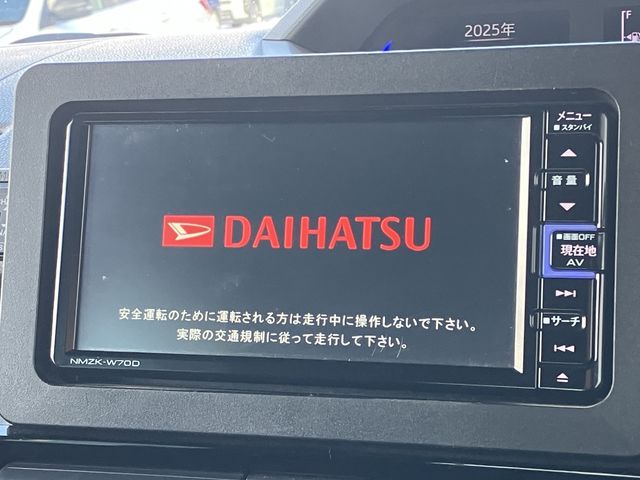 2025年
F
メニュー
■スタンバイ
音量
■画面OFF
現在地
AV
■サーチ
DAIHATSU
安全運転のために運転される方は走行中に操作しないで下さい。
実際の交通規制に従って走行して下さい。
NMZK-W70D